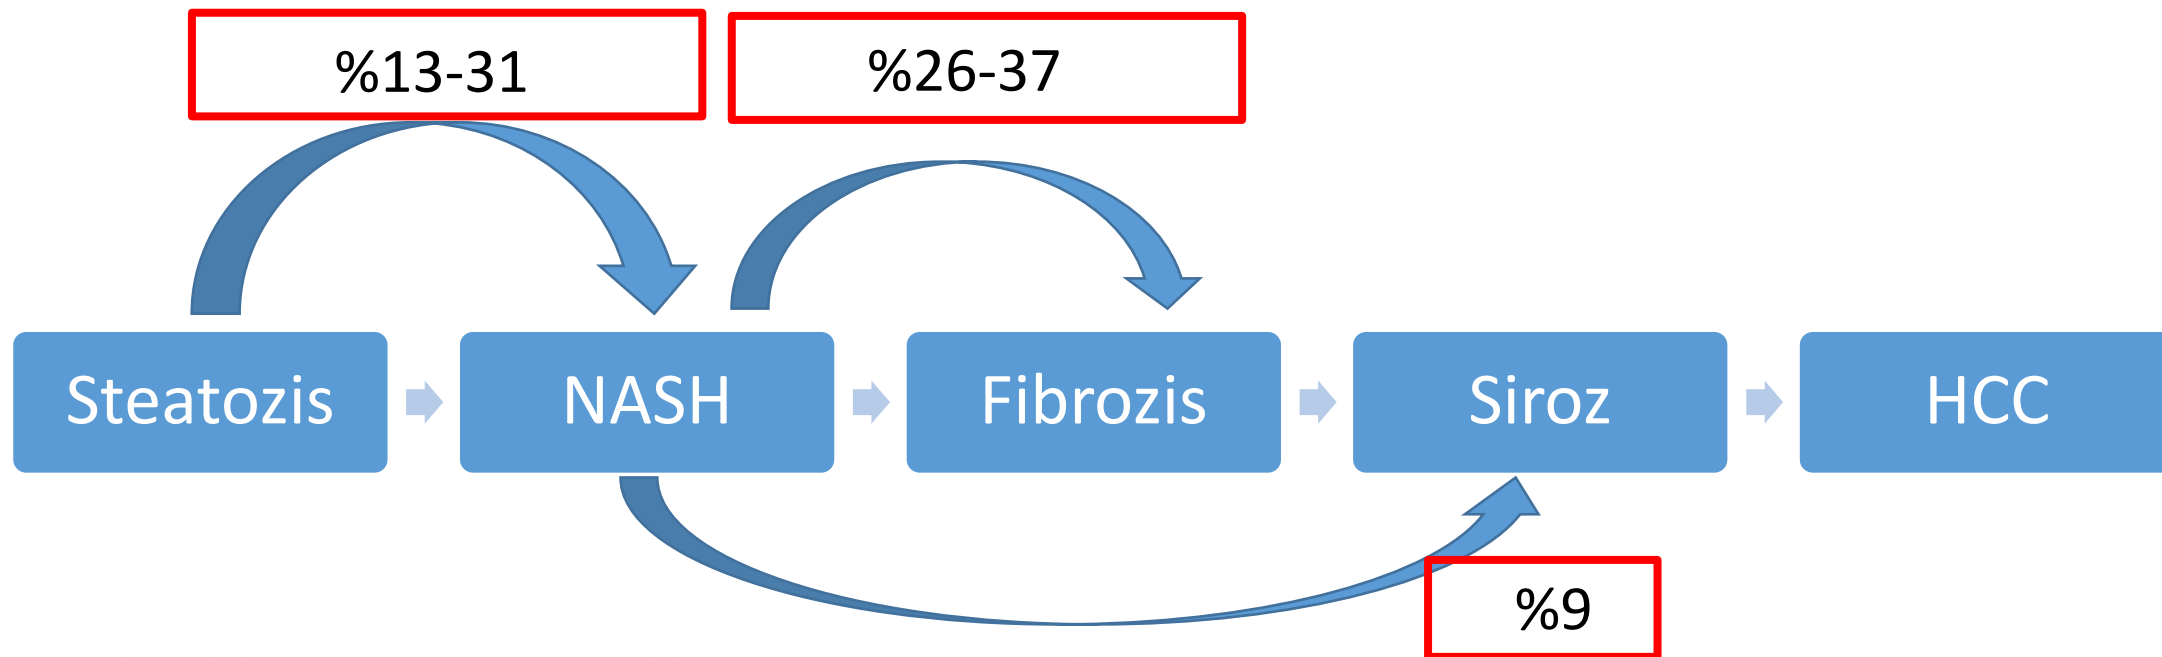 %13-31
%26-37
Steatozis
NASH
Fibrozis
Siroz
HCC
%9